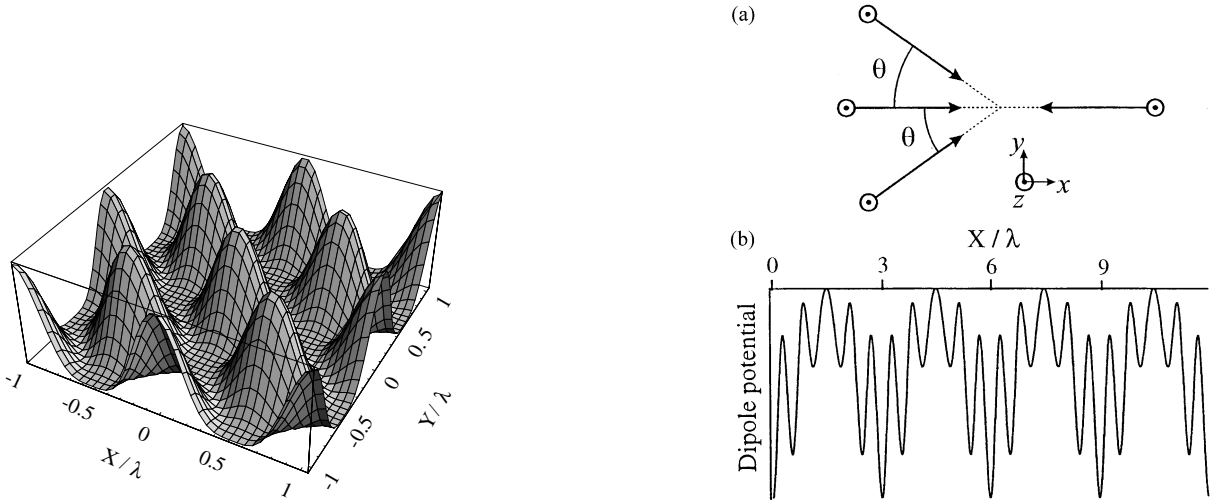 -1
-0.5
0
0.5
1
X / λ
-1
-0.5
0
0.5
1
Y / λ
(a)
θ
θ
y
z
x
(b)
X / λ
0
3
6
9
Dipole potential